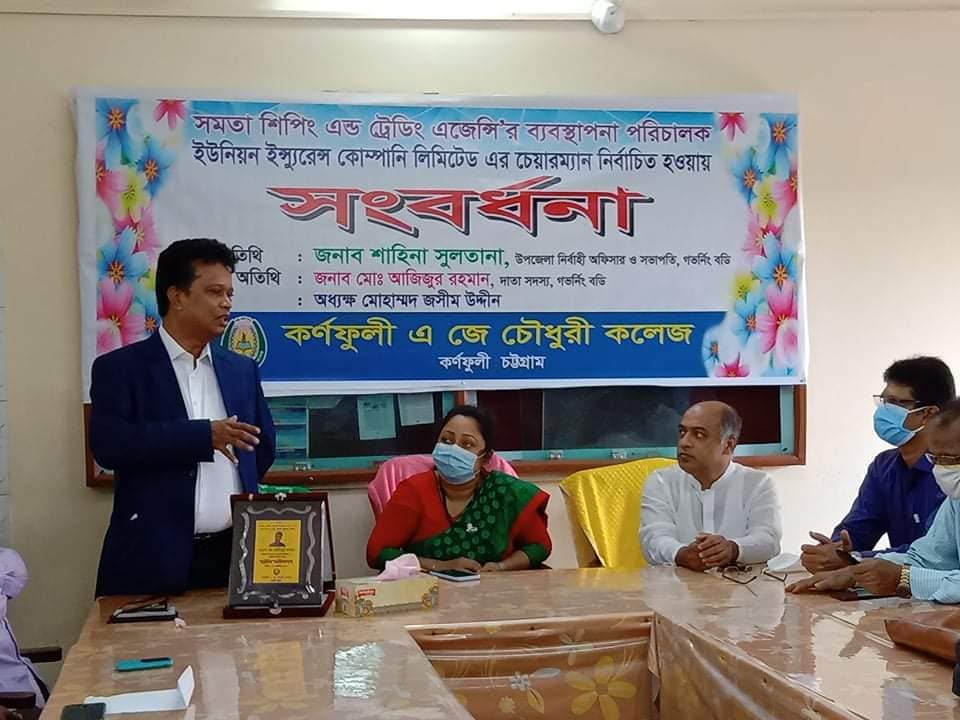 সমতা শিপিং এন্ড ট্রেডিং এজেন্সি'র ব্যবস্থাপনা পরিচালক
ইউনিয়ন ইন্স্যুরেন্স কোম্পানি লিমিটেড এর চেয়ারম্যান নির্বাচিত হওয়ায়
সংবর্ধনা
তিথি : জনাব শাহিনা সুলতানা, উপজেলা নির্বাহী অফিসার ও সভাপতি, গভর্নিং বডি
অতিথি : জনাব মোঃ আজিজুর রহমান, দাতা সদস্য, গভর্নিং বডি
: অধ্যক্ষ মোহাম্মদ জসীম উদ্দীন
কর্ণফুলী এ জে চৌধুরী কলেজ
কর্ণফুলী চট্টগ্রাম